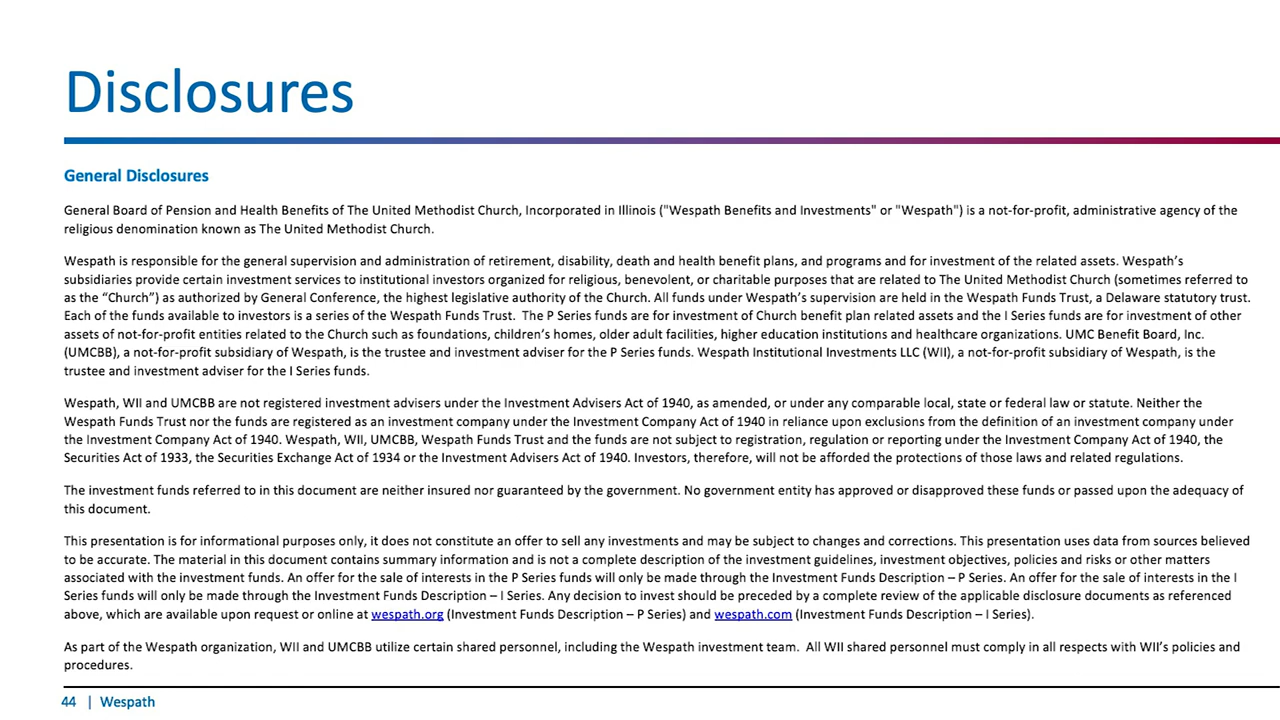 Disclosures
General Disclosures
General Board of Pension and Health Benefits of The United Methodist Church, Incorporated in Illinois ("Wespath Benefits and Investments" or "Wespath") is a not-for-profit, administrative agency of the
religious denomination known as The United Methodist Church.
Wespath is responsible for the general supervision and administration of retirement, disability, death and health benefit plans, and programs and for investment of the related assets. Wespath’s
subsidiaries provide certain investment services to institutional investors organized for religious, benevolent, or charitable purposes that are related to The United Methodist Church (sometimes referred to
as the “Church”) as authorized by General Conference, the highest legislative authority of the Church. All funds under Wespath’s supervision are held in the Wespath Funds Trust, a Delaware statutory trust.
Each of the funds available to investors is a series of the Wespath Funds Trust. The P Series funds are for investment of Church benefit plan related assets and the I Series funds are for investment of other
assets of not-for-profit entities related to the Church such as foundations, children’s homes, older adult facilities, higher education institutions and healthcare organizations. UMC Benefit Board, Inc.
(UMCBB), a not-for-profit subsidiary of Wespath, is the trustee and investment adviser for the P Series funds. Wespath Institutional Investments LLC (WII), a not-for-profit subsidiary of Wespath, is the
trustee and investment adviser for the I Series funds.
Wespath, WII and UMCBB are not registered investment advisers under the Investment Advisers Act of 1940, as amended, or under any comparable local, state or federal law or statute. Neither the
Wespath Funds Trust nor the funds are registered as an investment company under the Investment Company Act of 1940 in reliance upon exclusions from the definition of an investment company under
the Investment Company Act of 1940. Wespath, WII, UMCBB, Wespath Funds Trust and the funds are not subject to registration, regulation or reporting under the Investment Company Act of 1940, the
Securities Act of 1933, the Securities Exchange Act of 1934 or the Investment Advisers Act of 1940. Investors, therefore, will not be afforded the protections of those laws and related regulations.
The investment funds referred to in this document are neither insured nor guaranteed by the government. No government entity has approved or disapproved these funds or passed upon the adequacy of
this document.
This presentation is for informational purposes only, it does not constitute an offer to sell any investments and may be subject to changes and corrections. This presentation uses data from sources believed
to be accurate. The material in this document contains summary information and is not a complete description of the investment guidelines, investment objectives, policies and risks or other matters
associated with the investment funds. An offer for the sale of interests in the P Series funds will only be made through the Investment Funds Description – P Series. An offer for the sale of interests in the I
Series funds will only be made through the Investment Funds Description – I Series. Any decision to invest should be preceded by a complete review of the applicable disclosure documents as referenced
above, which are available upon request or online at wespath.org (Investment Funds Description – P Series) and wespath.com (Investment Funds Description – I Series).
As part of the Wespath organization, WII and UMCBB utilize certain shared personnel, including the Wespath investment team. All WII shared personnel must comply in all respects with WII’s policies and
procedures.
44 | Wespath